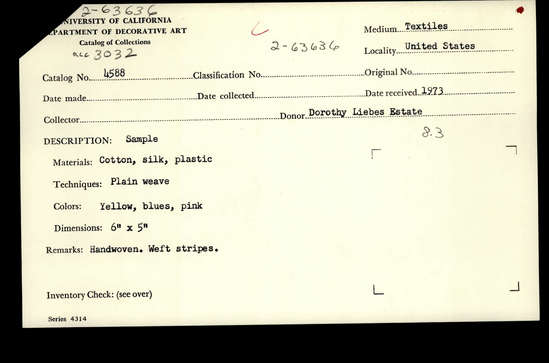 2-63636
UNIVERSITY OF CALIFORNIA
DEPARTMENT OF DECORATIVE ART
Catalog of Collections
acc 3032
2-63636
Medium Textiles
Locality United States
Catalog No. 4588 Classification No. Original No.
Date made Date collected Date received 1973
Collector Donor Dorothy Liebes Estate
8.3
DESCRIPTION: Sample
Materials: Cotton, silk, plastic
Techniques: Plain weave
Colors: Yellow, blues, pink
Dimensions: 6" x 5"
Remarks: Handwoven. Weft stripes.
Inventory Check: (see over)
Series 4314